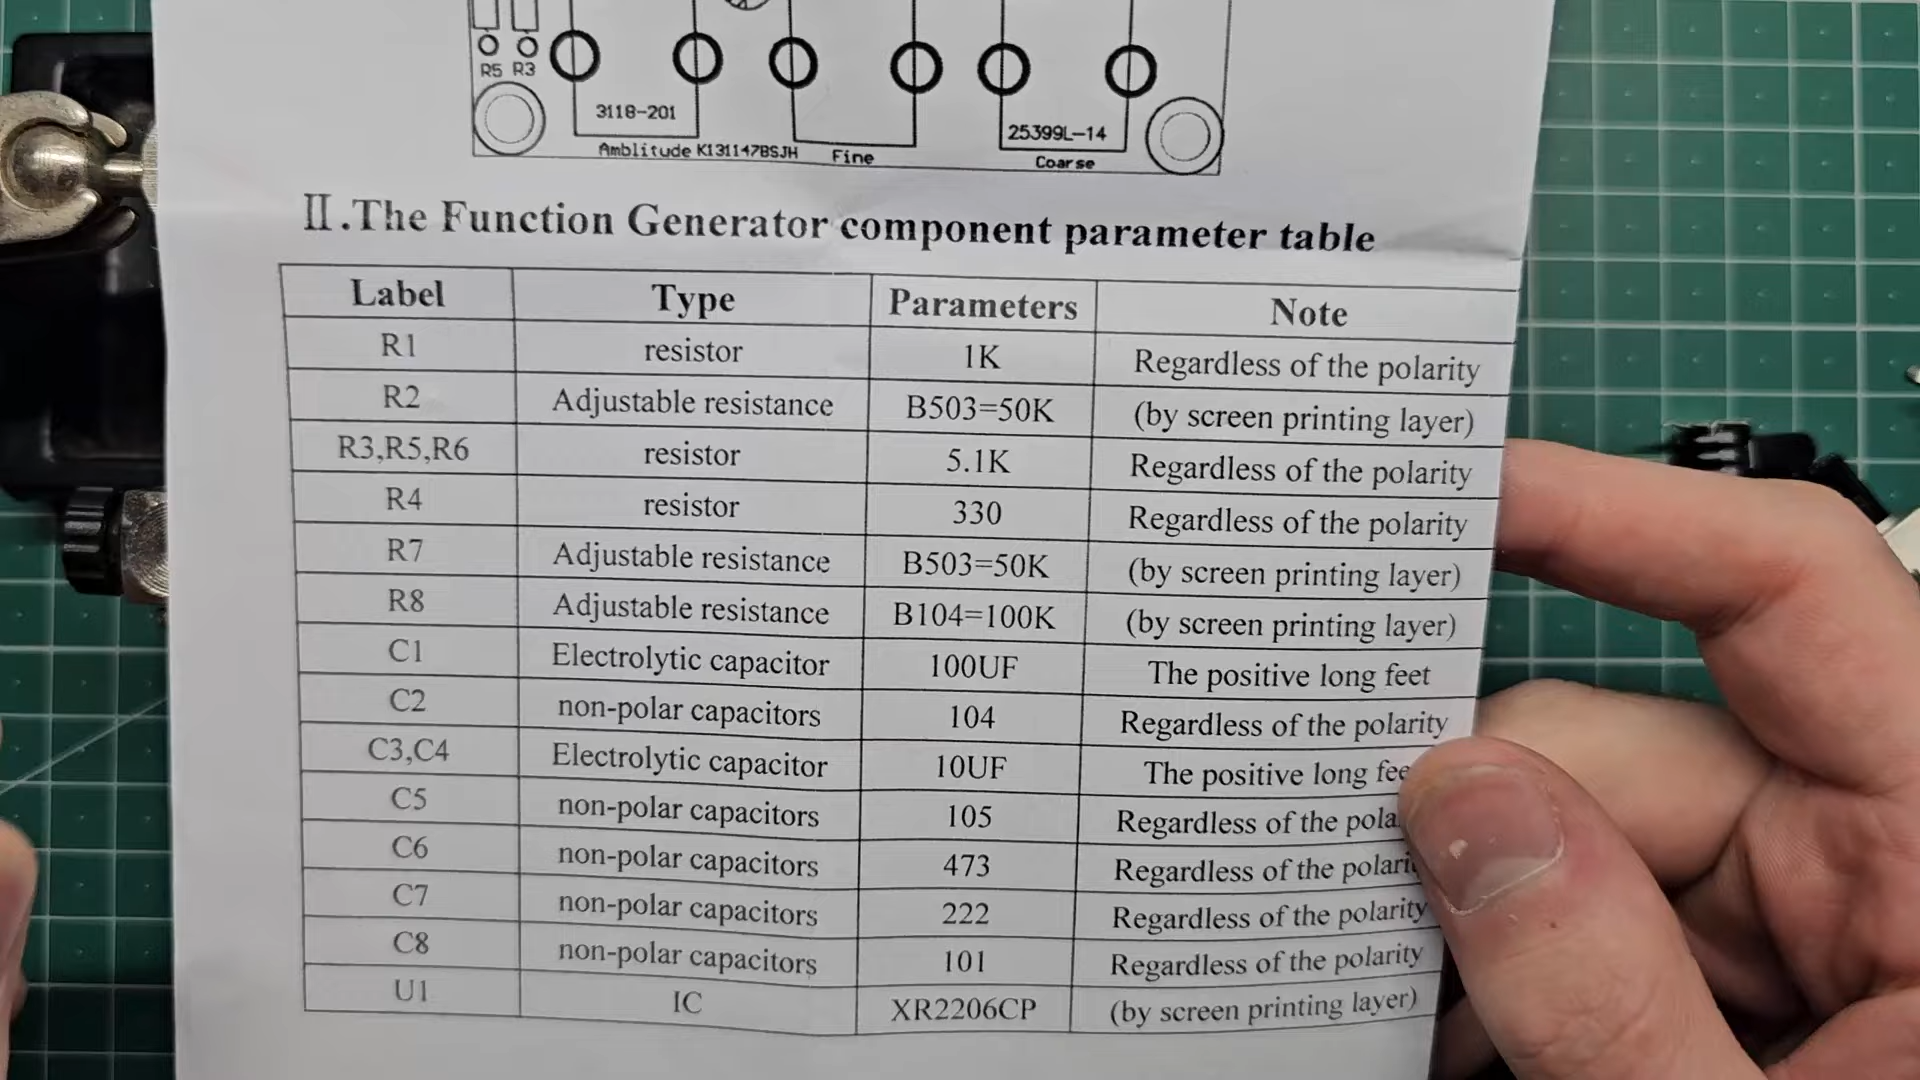 R5 R3
3118-201
25399L-14
Amblitude K131147BSJH Fine Coarse
II.The Function Generator component parameter table
Label Type Parameters Note
R1 resistor 1K Regardless of the polarity
R2 Adjustable resistance B503=50K (by screen printing layer)
R3,R5,R6 resistor 5.1K Regardless of the polarity
R4 resistor 330 Regardless of the polarity
R7 Adjustable resistance B503=50K (by screen printing layer)
R8 Adjustable resistance B104=100K (by screen printing layer)
C1 Electrolytic capacitor 100UF The positive long feet
C2 non-polar capacitors 104 Regardless of the polarity
C3,C4 Electrolytic capacitor 10UF The positive long fee
C5 non-polar capacitors 105 Regardless of the pola
C6 non-polar capacitors 473 Regardless of the polari
C7 non-polar capacitors 222 Regardless of the polarity
C8 non-polar capacitors 101 Regardless of the polarity
U1 IC XR2206CP (by screen printing layer)